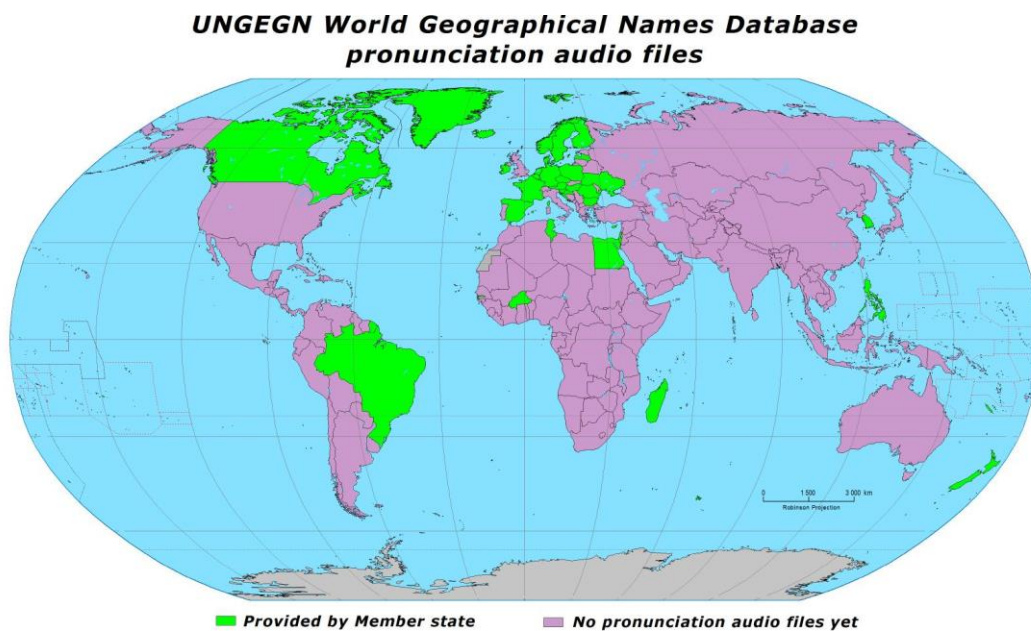 UNGEGN World Geographical Names Database
pronunciation audio files
0 1 500 3 000 km
Robinson Projection
Provided by Member state
No pronunciation audio files yet